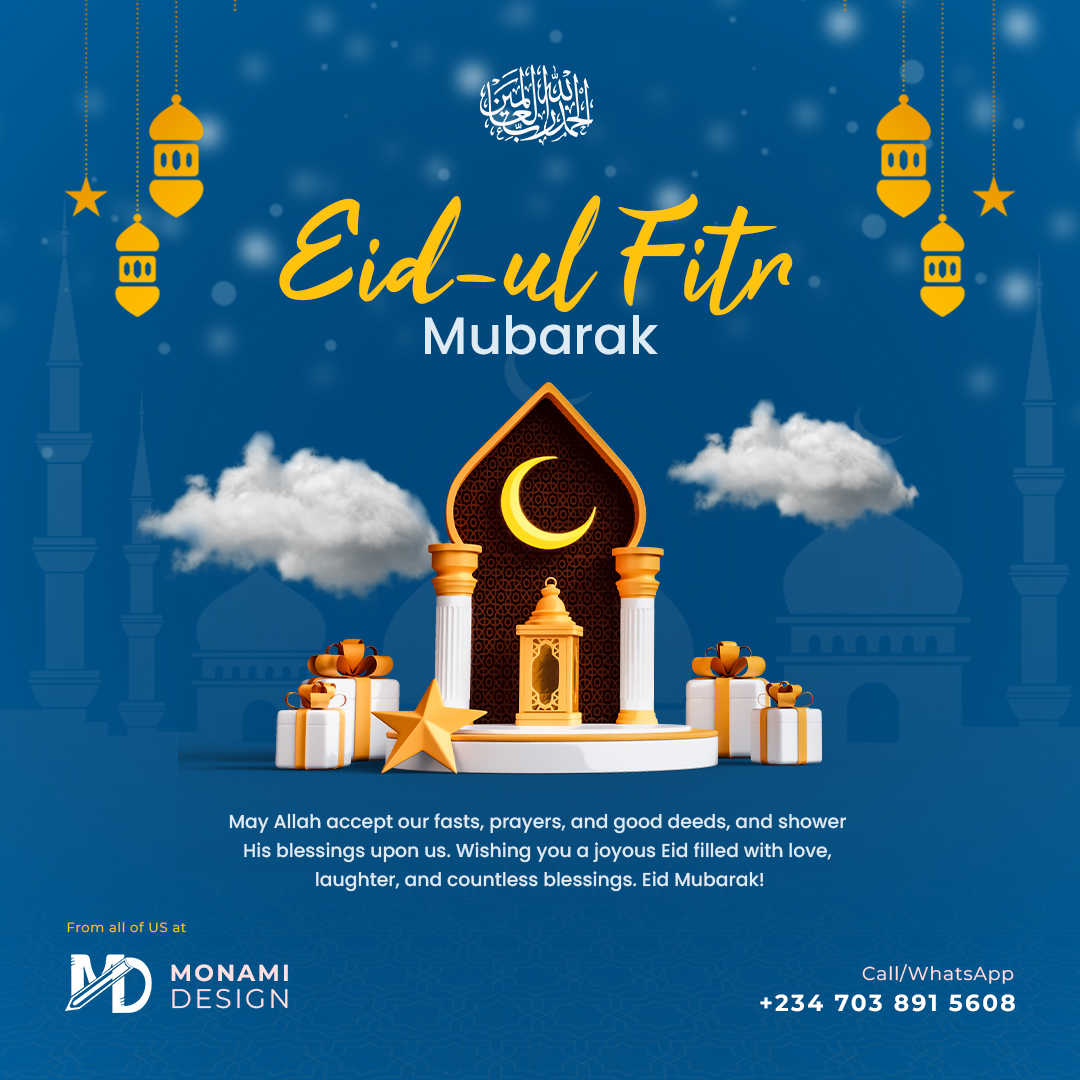 الحمد لله رب العالمين
Eid-ul Fitr
Mubarak
May Allah accept our fasts, prayers, and good deeds, and shower
His blessings upon us. Wishing you a joyous Eid filled with love,
laughter, and countless blessings. Eid Mubarak!
From all of US at
MD
MONAMI
DESIGN
Call/WhatsApp
+234 703 891 5608